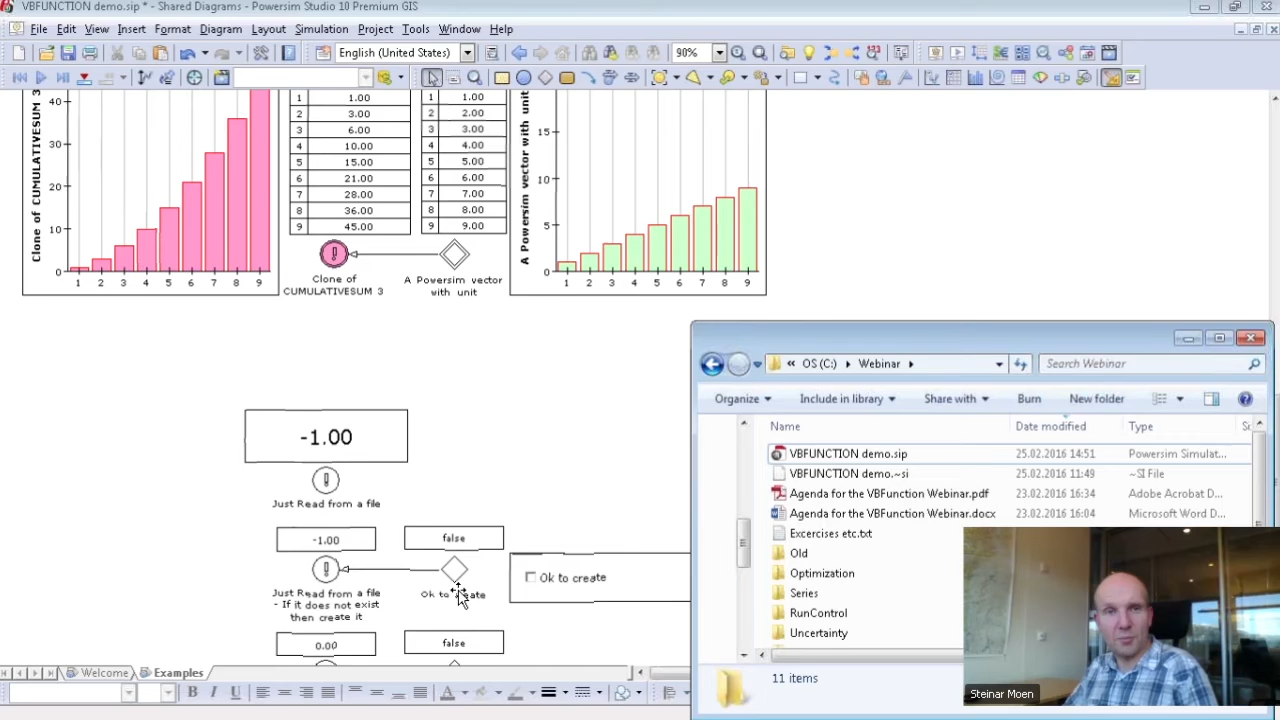 VBFUNCTION demo.sip * - Shared Diagrams - Powersim Studio 10 Premium GIS
File Edit View Insert Format Diagram Layout Simulation Project Tools Window Help
English (United States) 90%
Clone of CUMULATIVESUM 3
40
30
20
10
0
1 2 3 4 5 6 7 8 9
1 1.00
2 3.00
3 6.00
4 10.00
5 15.00
6 21.00
7 28.00
8 36.00
9 45.00
1 1.00
2 2.00
3 3.00
4 4.00
5 5.00
6 6.00
7 7.00
8 8.00
9 9.00
Clone of
CUMULATIVESUM 3
A Powersim vector
with unit
A Powersim vector with unit
15
10
5
0
1 2 3 4 5 6 7 8 9
-1.00
Just Read from a file
-1.00
false
Just Read from a file
- If it does not exist
then create it
Ok to create
Ok to create
0.00
false
Welcome Examples
B I U A
OS (C:) Webinar
Search Webinar
Organize Include in library Share with Burn New folder
Name Date modified Type
VBFUNCTION demo.sip 25.02.2016 14:51 Powersim Simulat...
VBFUNCTION demo.~si 25.02.2016 11:49 ~SI File
Agenda for the VBFunction Webinar.pdf 23.02.2016 16:34 Adobe Acrobat D...
Agenda for the VBFunction Webinar.docx 23.02.2016 16:04 Microsoft Word D...
Excercises etc.txt
Old
Optimization
Series
RunControl
Uncertainty
11 items
Steinar Moen